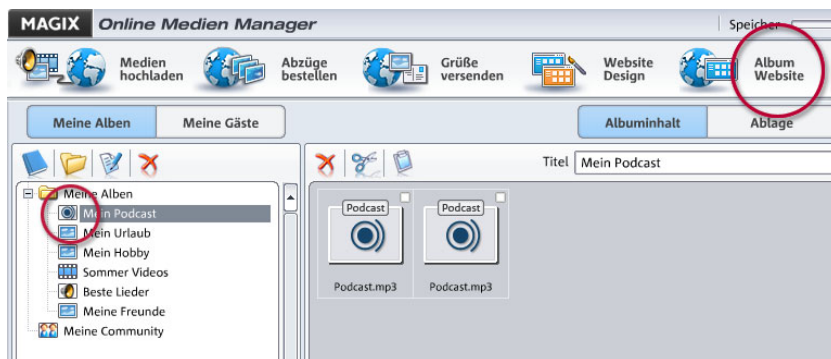 MAGIX Online Medien Manager
Speicher
Medien
hochladen
Abzüge
bestellen
Grüße
versenden
Website
Design
Album
Website
Meine Alben
Meine Gäste
Albuminhalt
Ablage
Titel
Mein Podcast
Meine Alben
Mein Podcast
Mein Urlaub
Mein Hobby
Sommer Videos
Beste Lieder
Meine Freunde
Meine Community
Podcast
Podcast.mp3
Podcast
Podcast.mp3